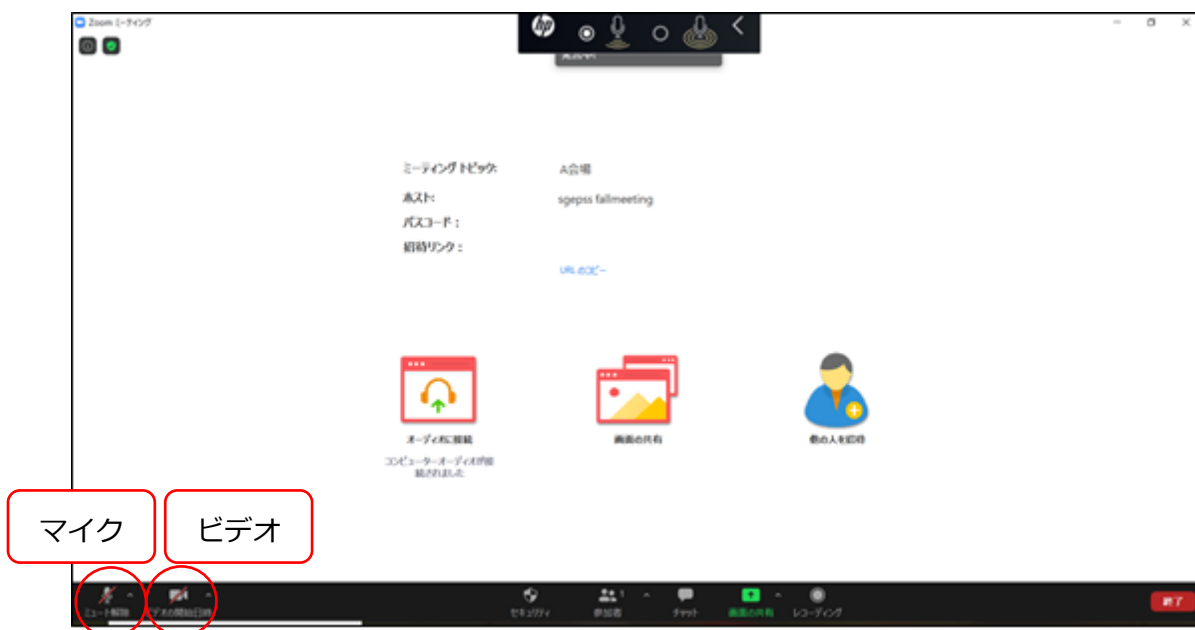 Zoom ミーティング
hp
ミーティング トピック:
A会場
ホスト:
sgepss fallmeeting
パスコード :
招待リンク :
URL のコピー
オーディオに接続
画面の共有
他の人を招待
コンピューターオーディオが接
続されました
マイク
ビデオ
ミュート解除
ビデオの開始日時
セキュリティ
参加者
1
チャット
画面の共有
レコーディング
終了